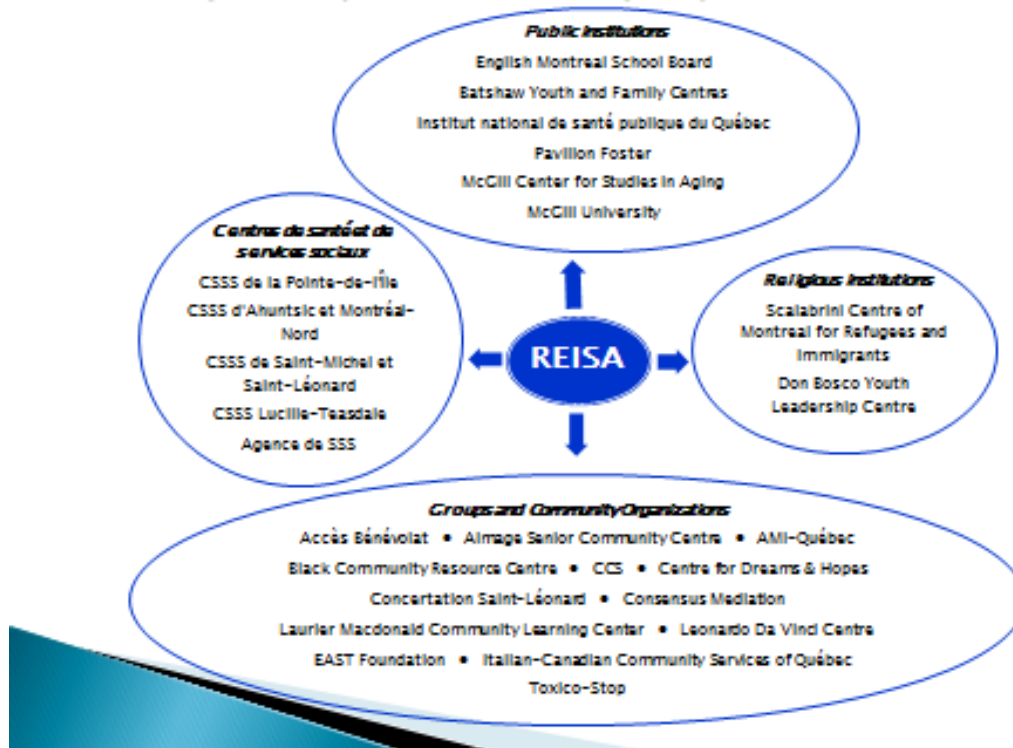 Public Institutions
English Montreal School Board
Batshaw Youth and Family Centres
Institut national de santé publique du Québec
Pavillon Foster
McGill Center for Studies in Aging
McGill University
Centres de santé et de
services sociaux
CSSS de la Pointe-de-l'Île
CSSS d'Ahuntsic et Montréal-
Nord
CSSS de Saint-Michel et
Saint-Léonard
CSSS Lucille-Teasdale
Agence de SSS
REISA
Religious Institutions
Scalabrini Centre of
Montreal for Refugees and
Immigrants
Don Bosco Youth
Leadership Centre
Groups and Community Organizations
Accès Bénévolat • Almage Senior Community Centre • AMI-Québec
Black Community Resource Centre • CCS • Centre for Dreams & Hopes
Concertation Saint-Léonard • Consensus Mediation
Laurier Macdonald Community Learning Center • Leonardo Da Vinci Centre
EAST Foundation • Italian-Canadian Community Services of Québec
Toxico-Stop